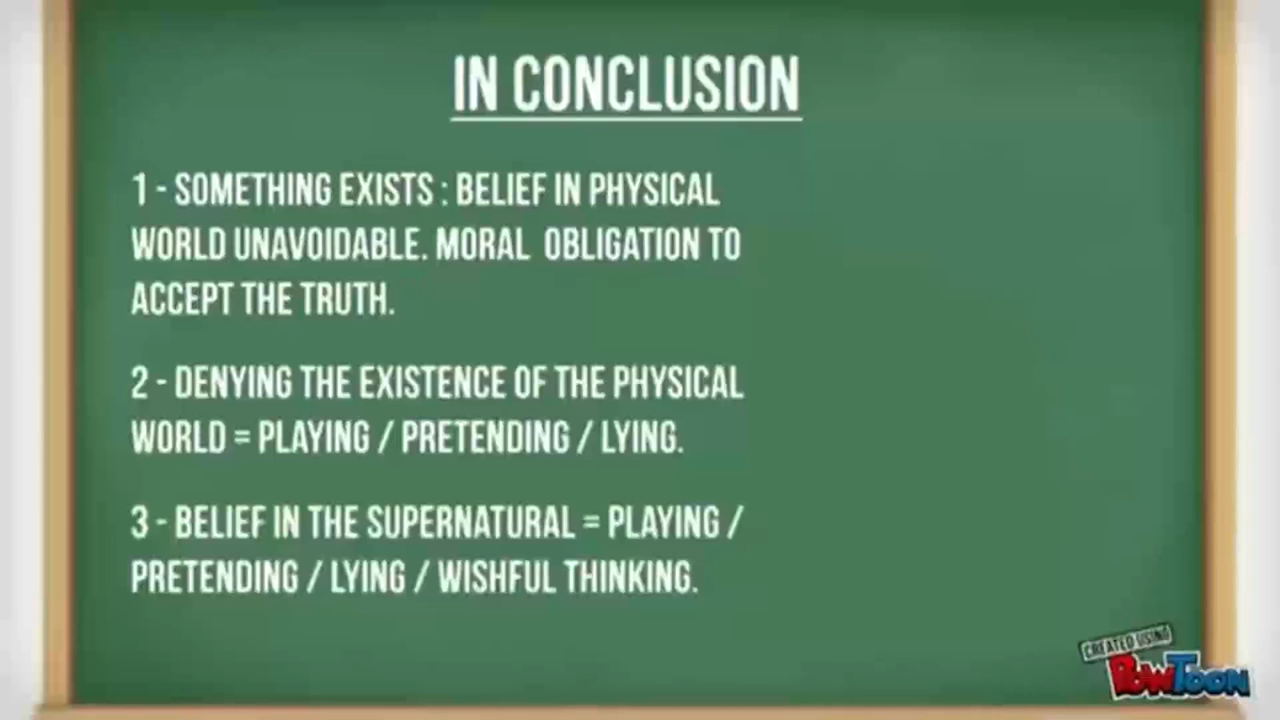 IN CONCLUSION
1 - SOMETHING EXISTS : BELIEF IN PHYSICAL
WORLD UNAVOIDABLE. MORAL OBLIGATION TO
ACCEPT THE TRUTH.
2 - DENYING THE EXISTENCE OF THE PHYSICAL
WORLD = PLAYING / PRETENDING / LYING.
3 - BELIEF IN THE SUPERNATURAL = PLAYING /
PRETENDING / LYING / WISHFUL THINKING.
CREATED USING
POWTOON